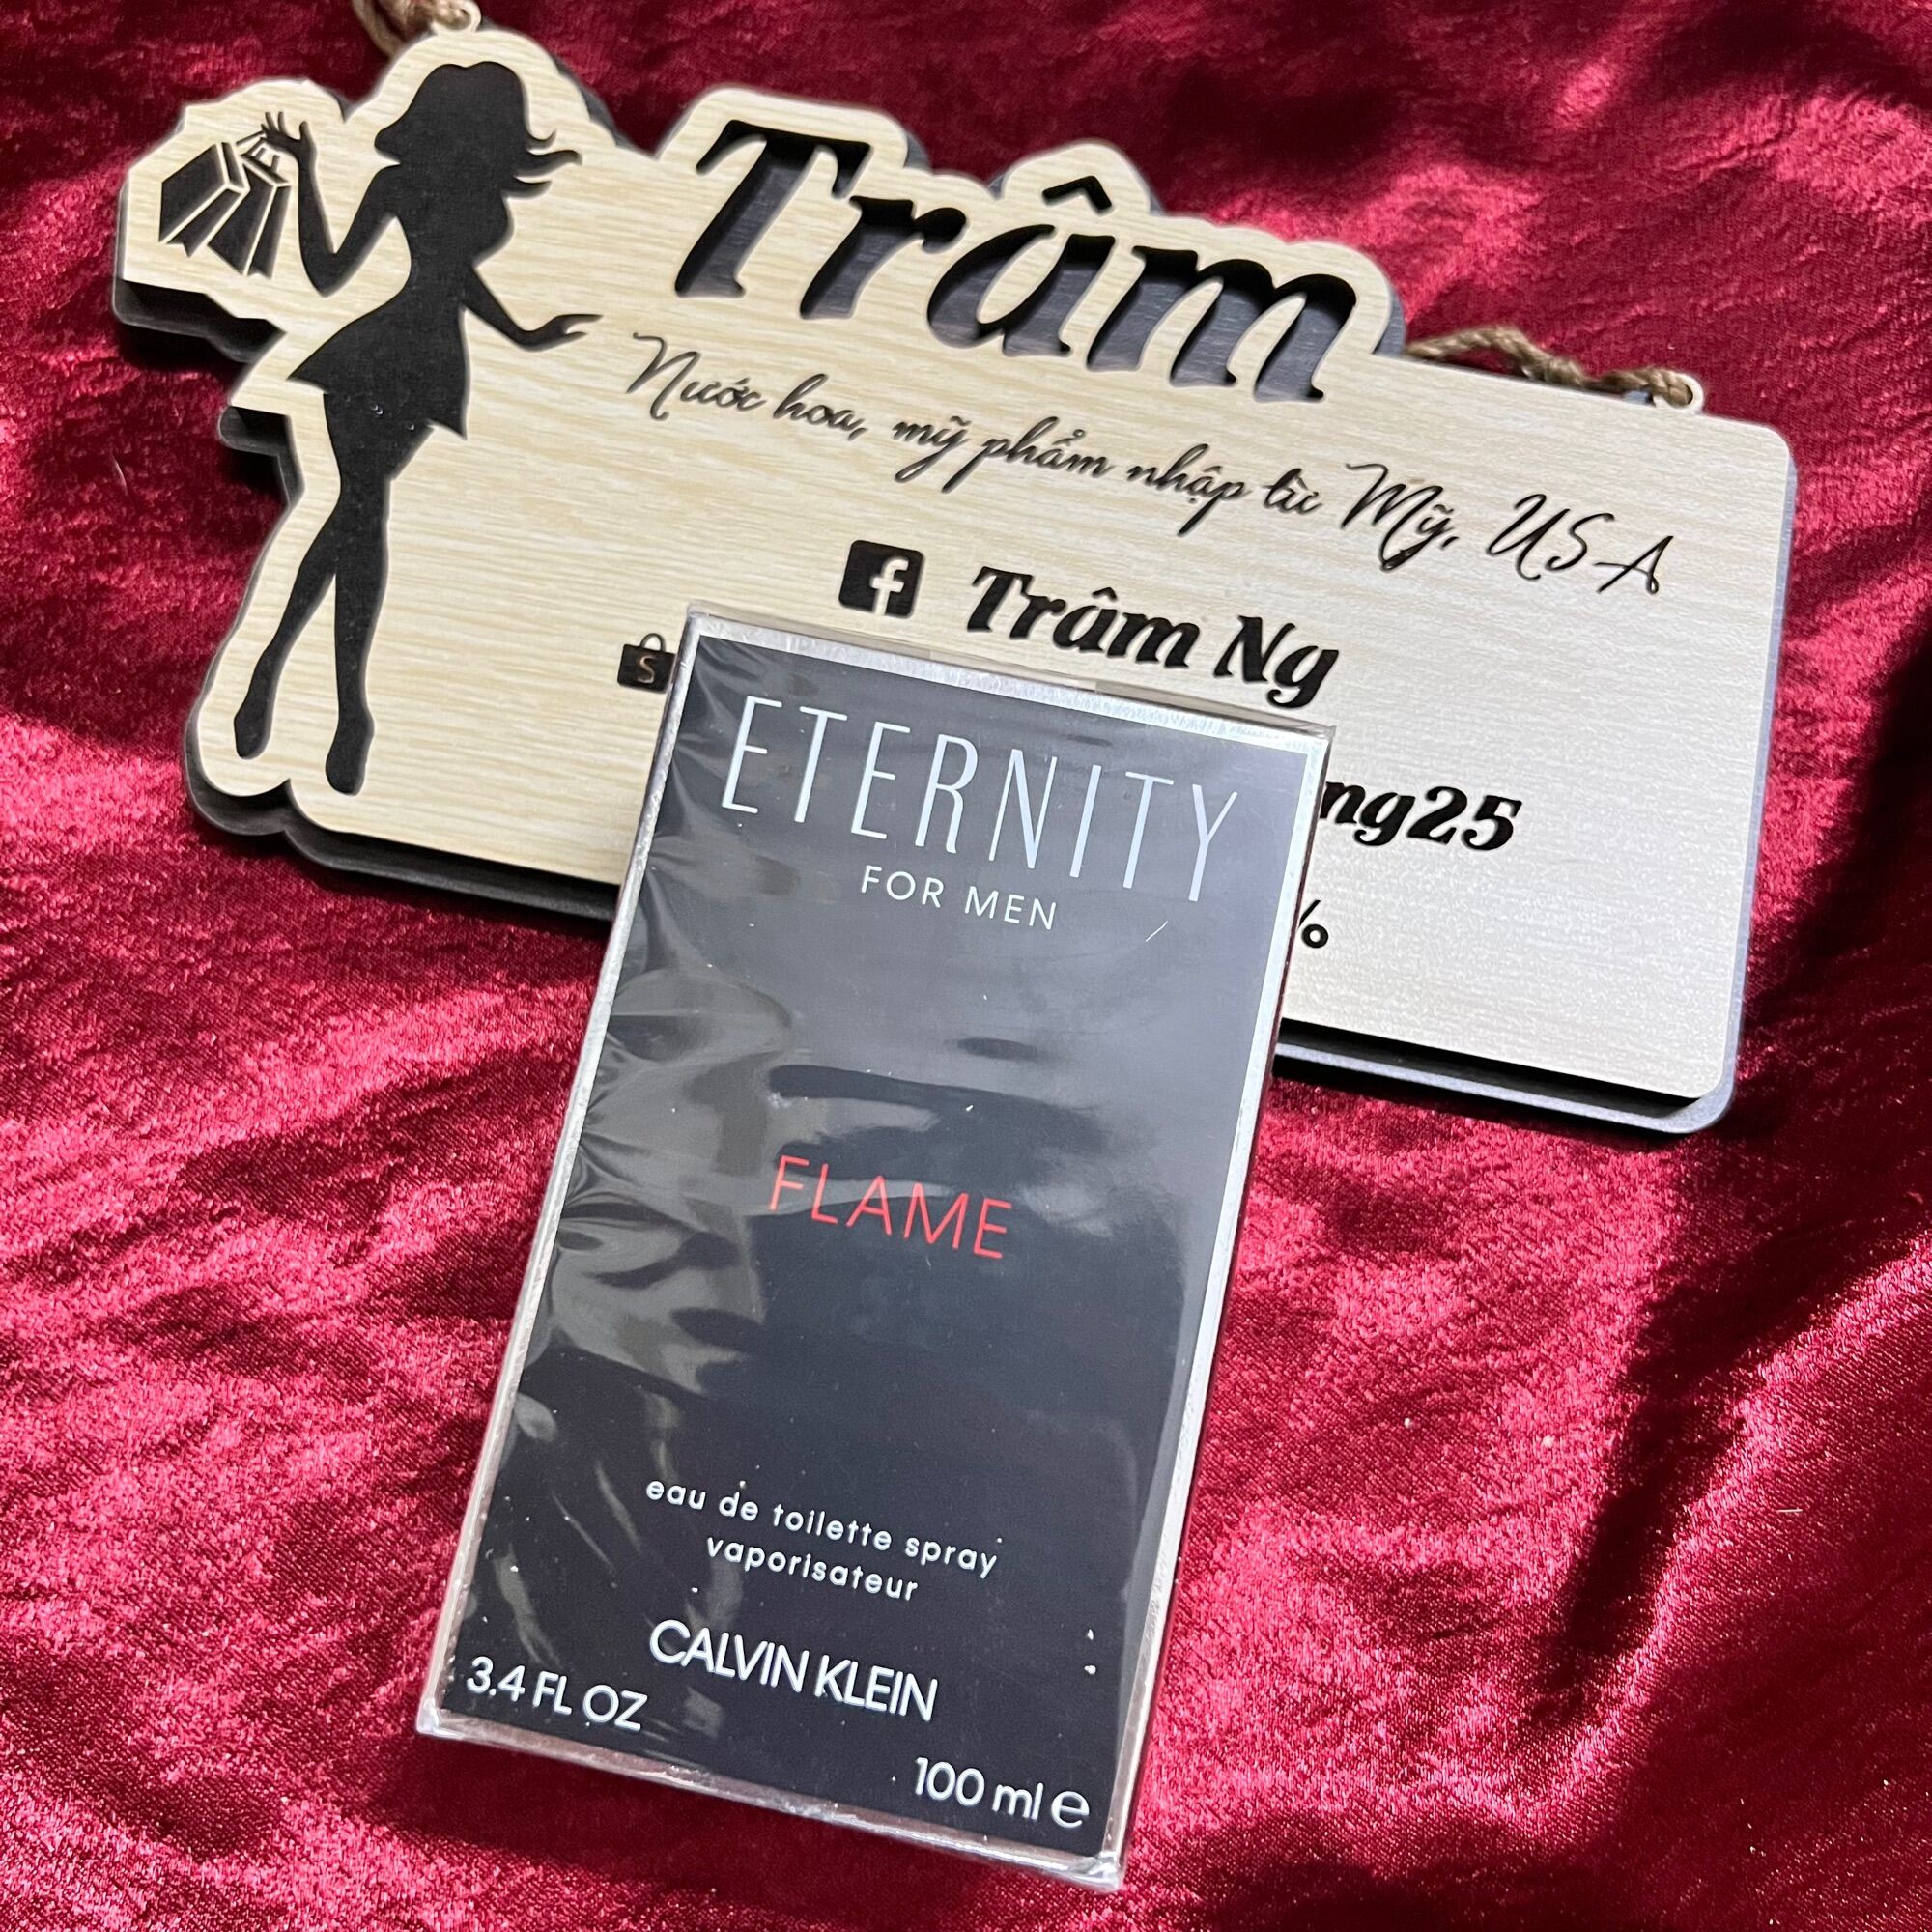 Trâm
Nước hoa, mỹ phẩm nhập từ Mỹ, USA
Trâm Ng
S
ng25
%
ETERNITY
FOR MEN
FLAME
eau de toilette spray
vaporisateur
CALVIN KLEIN
3.4 FL OZ
100 ml e